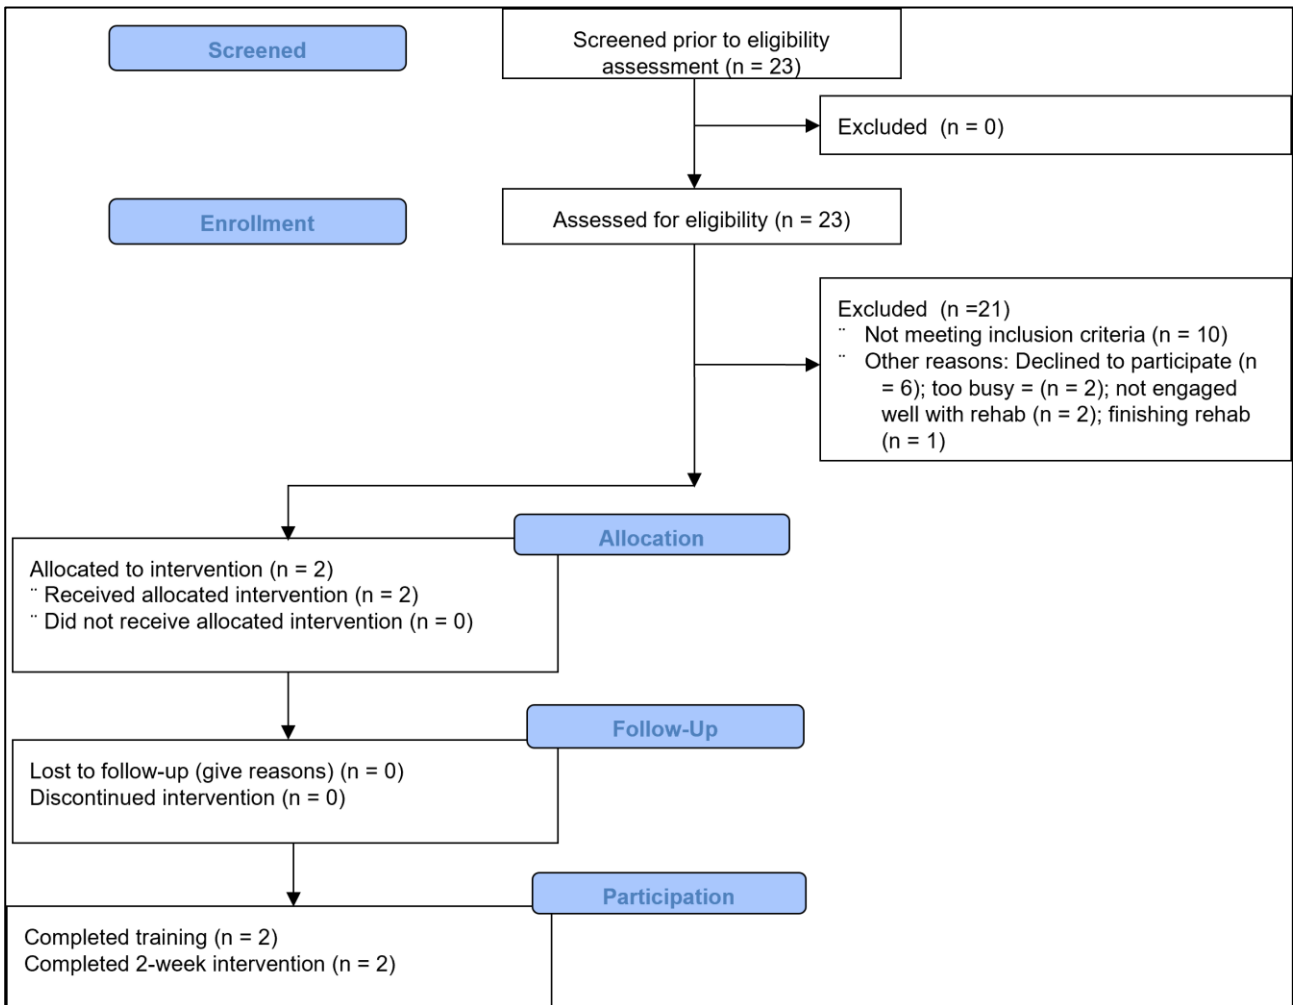 Screened
Screened prior to eligibility
assessment (n = 23)
Excluded  (n = 0)
Enrollment
Assessed for eligibility (n = 23)
Excluded  (n =21)
¨ Not meeting inclusion criteria (n = 10)
¨ Other reasons: Declined to participate (n
= 6); too busy = (n = 2); not engaged
well with rehab (n = 2); finishing rehab
(n = 1)
Allocation
Allocated to intervention (n = 2)
¨ Received allocated intervention (n = 2)
¨ Did not receive allocated intervention (n = 0)
Follow-Up
Lost to follow-up (give reasons) (n = 0)
Discontinued intervention (n = 0)
Participation
Completed training (n = 2)
Completed 2-week intervention (n = 2)